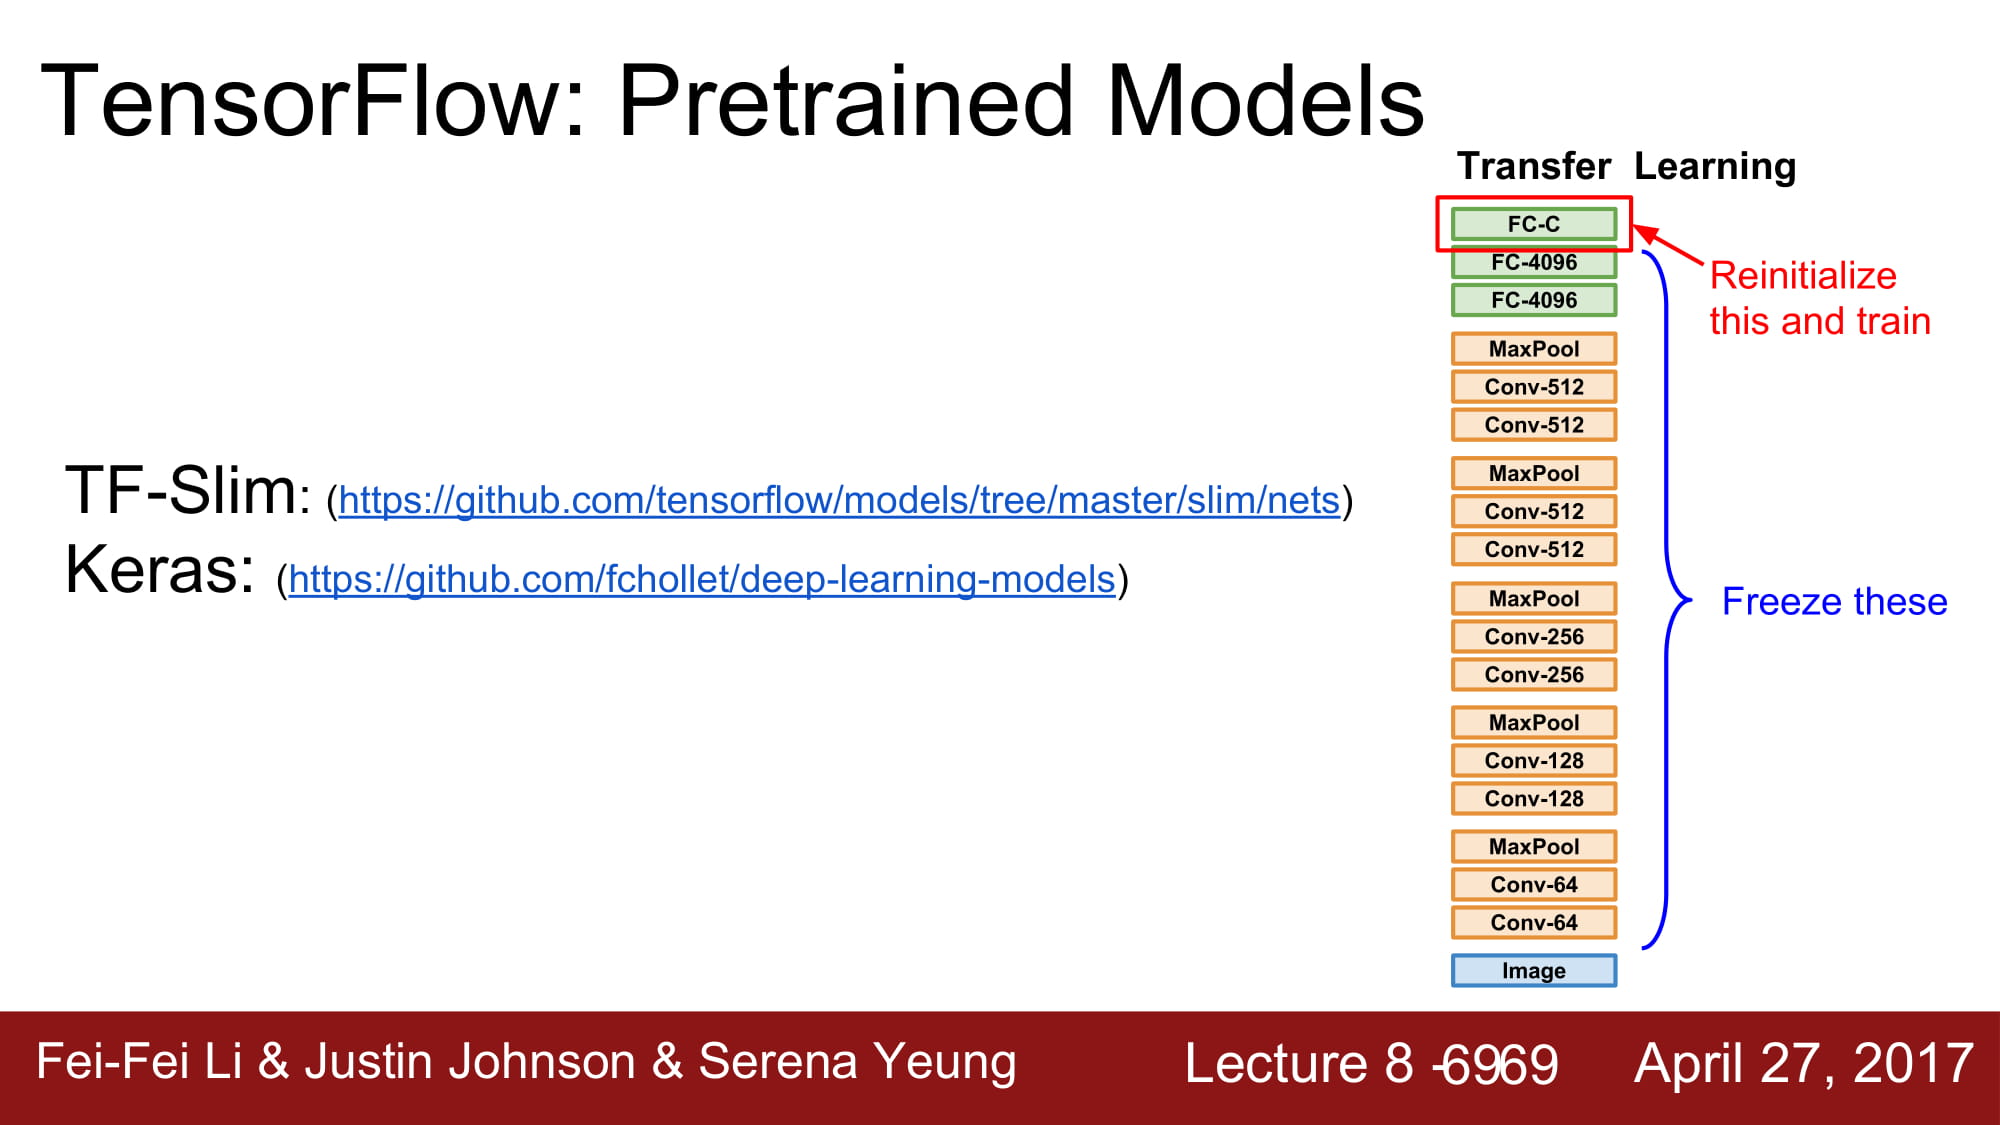 TensorFlow: Pretrained Models
Transfer Learning
FC-C
FC-4096
FC-4096
Reinitialize
this and train
MaxPool
Conv-512
Conv-512
TF-Slim: (https://github.com/tensorflow/models/tree/master/slim/nets)
Keras: (https://github.com/fchollet/deep-learning-models)
MaxPool
Conv-512
Conv-512
MaxPool
Conv-256
Conv-256
Freeze these
MaxPool
Conv-128
Conv-128
MaxPool
Conv-64
Conv-64
Image
Fei-Fei Li & Justin Johnson & Serena Yeung
Lecture 8 -6969
April 27, 2017